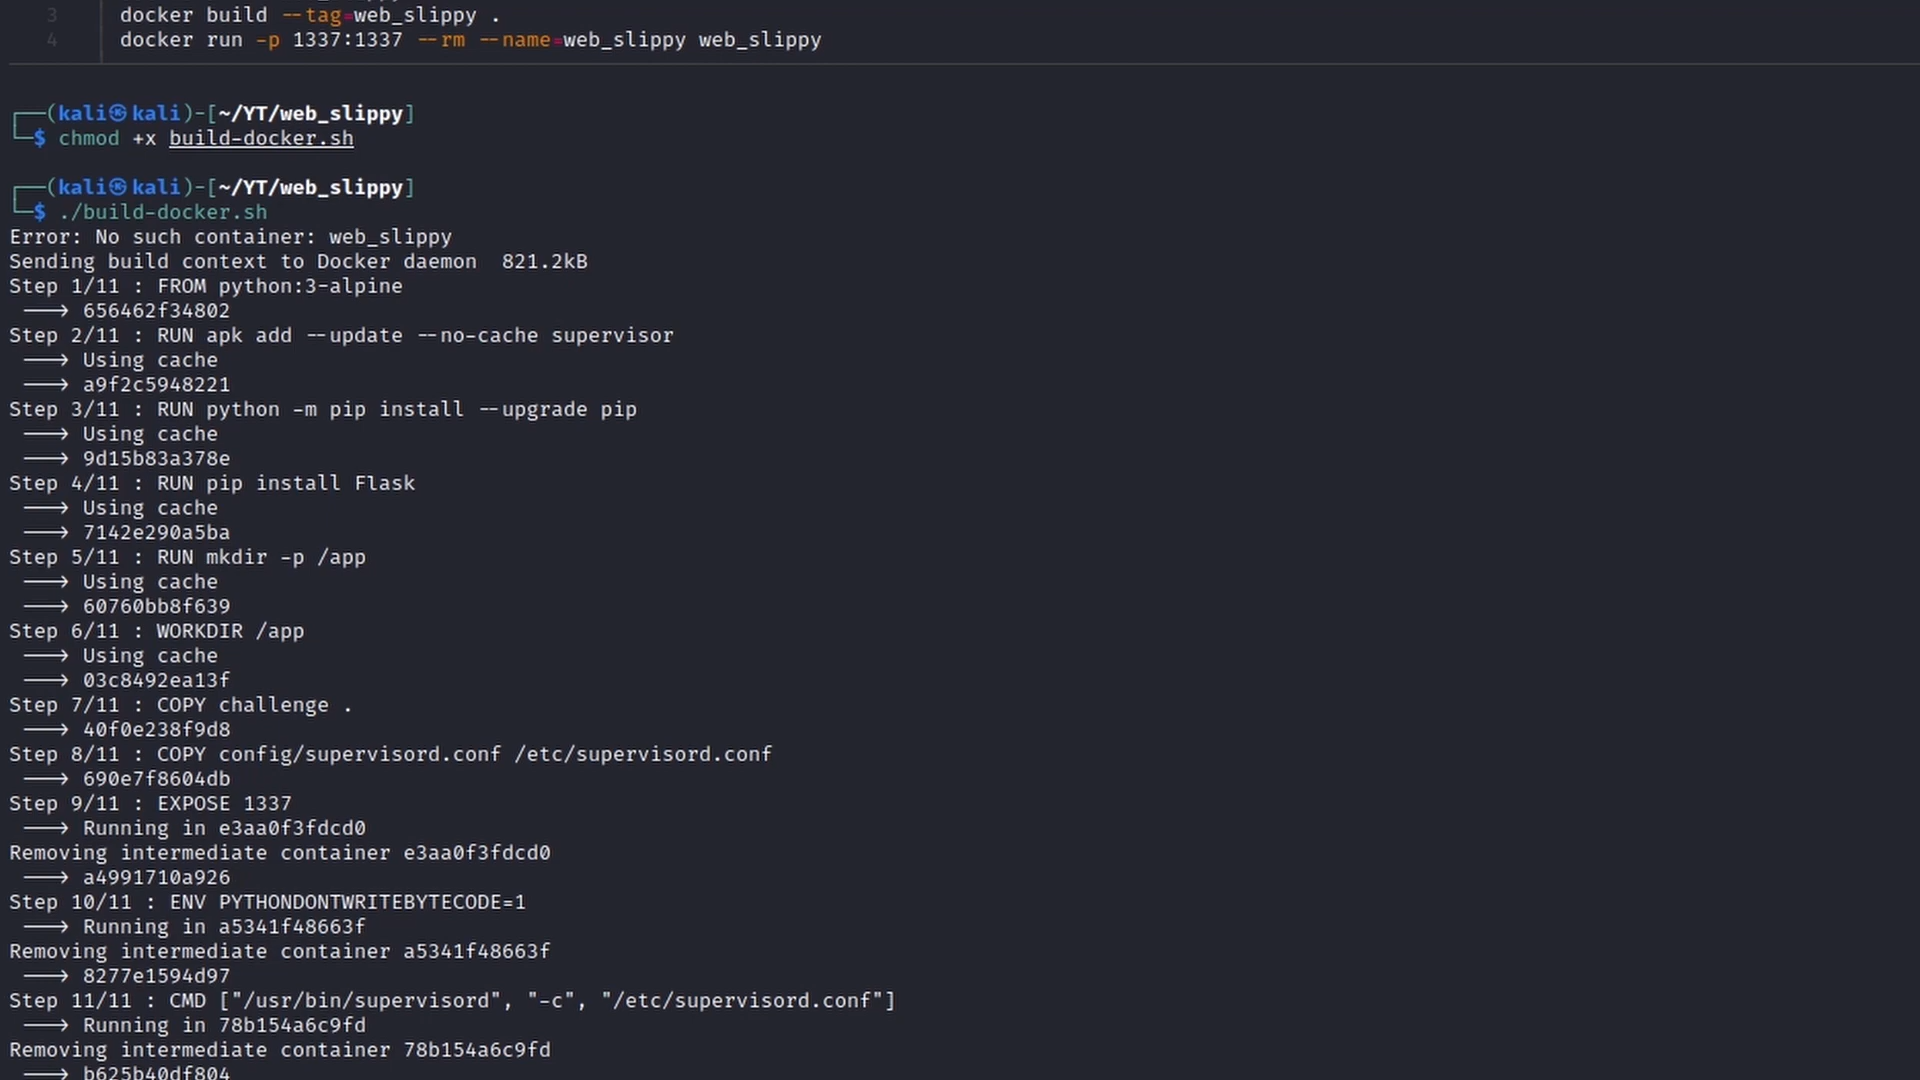 3 docker build --tag=web_slippy .
4 docker run -p 1337:1337 --rm --name=web_slippy web_slippy
┌──(kali㉿kali)-[~/YT/web_slippy]
└─$ chmod +x build-docker.sh
┌──(kali㉿kali)-[~/YT/web_slippy]
└─$ ./build-docker.sh
Error: No such container: web_slippy
Sending build context to Docker daemon  821.2kB
Step 1/11 : FROM python:3-alpine
 ---> 656462f34802
Step 2/11 : RUN apk add --update --no-cache supervisor
 ---> Using cache
 ---> a9f2c5948221
Step 3/11 : RUN python -m pip install --upgrade pip
 ---> Using cache
 ---> 9d15b83a378e
Step 4/11 : RUN pip install Flask
 ---> Using cache
 ---> 7142e290a5ba
Step 5/11 : RUN mkdir -p /app
 ---> Using cache
 ---> 60760bb8f639
Step 6/11 : WORKDIR /app
 ---> Using cache
 ---> 03c8492ea13f
Step 7/11 : COPY challenge .
 ---> 40f0e238f9d8
Step 8/11 : COPY config/supervisord.conf /etc/supervisord.conf
 ---> 690e7f8604db
Step 9/11 : EXPOSE 1337
 ---> Running in e3aa0f3fdcd0
Removing intermediate container e3aa0f3fdcd0
 ---> a4991710a926
Step 10/11 : ENV PYTHONDONTWRITEBYTECODE=1
 ---> Running in a5341f48663f
Removing intermediate container a5341f48663f
 ---> 8277e1594d97
Step 11/11 : CMD ["/usr/bin/supervisord", "-c", "/etc/supervisord.conf"]
 ---> Running in 78b154a6c9fd
Removing intermediate container 78b154a6c9fd
 ---> b625b40df804